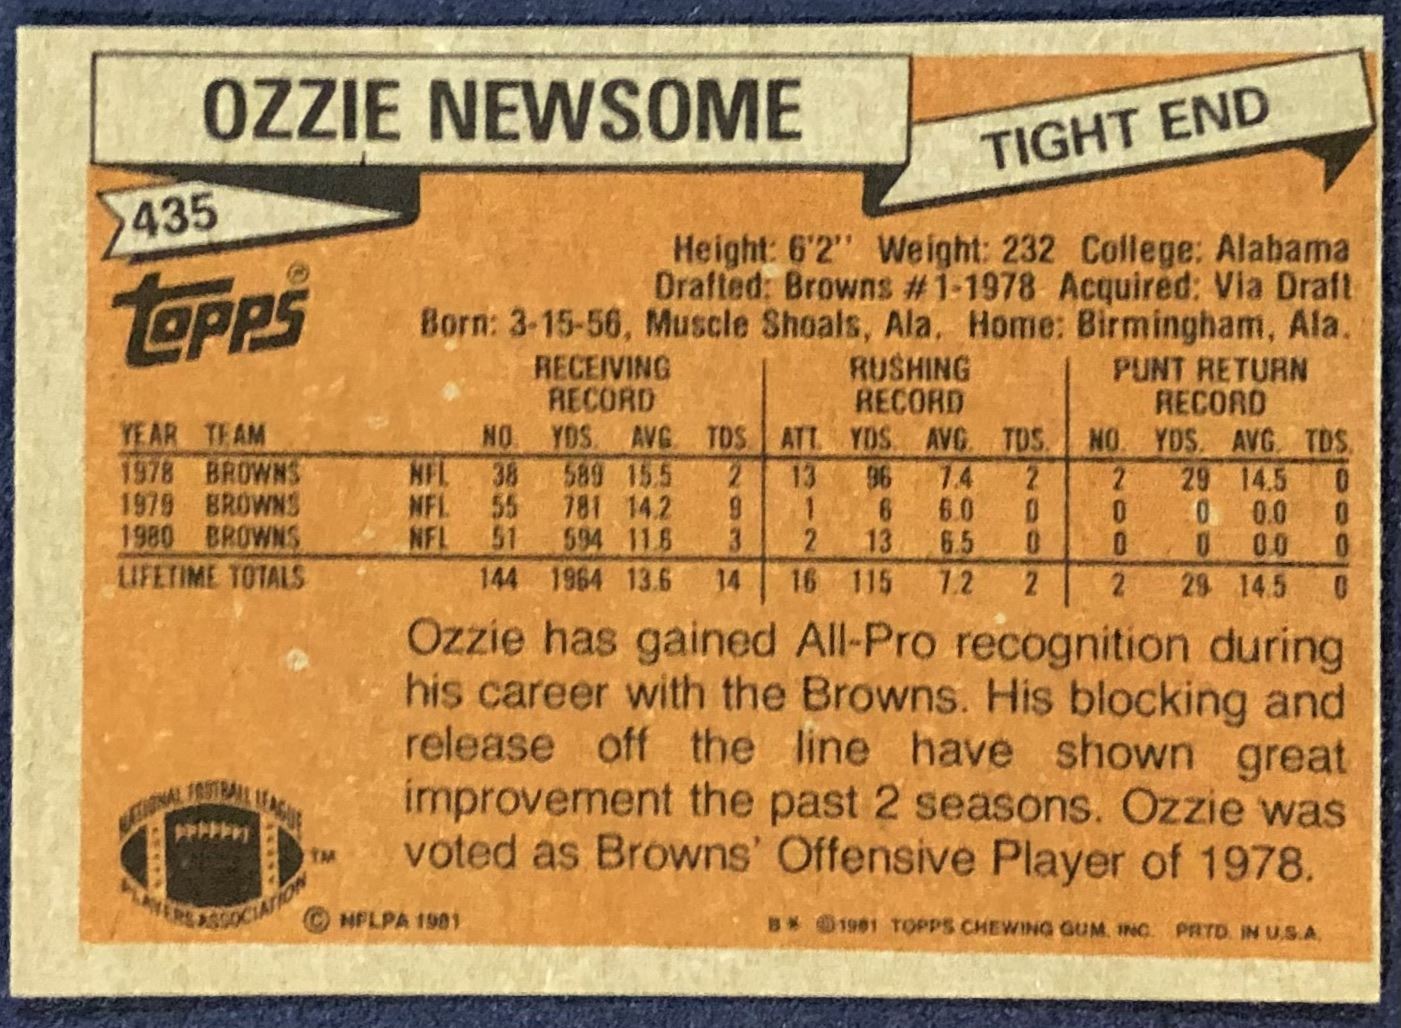 OZZIE NEWSOME
TIGHT END
435
TOPPS®
Height: 6'2'' Weight: 232 College: Alabama
Drafted: Browns #1-1978 Acquired: Via Draft
Born: 3-15-56, Muscle Shoals, Ala. Home: Birmingham, Ala.
RECEIVING RECORD RUSHING RECORD PUNT RETURN RECORD
YEAR TEAM NO. YDS. AVG. TDS. ATT. YDS. AVG. TDS. NO. YDS. AVG. TDS.
1978 BROWNS NFL 38 589 15.5 2 13 96 7.4 2 2 29 14.5 0
1979 BROWNS NFL 55 781 14.2 9 1 6 6.0 0 0 0 0.0 0
1980 BROWNS NFL 51 594 11.6 3 2 13 6.5 0 0 0 0.0 0
LIFETIME TOTALS 144 1964 13.6 14 16 115 7.2 2 2 29 14.5 0
Ozzie has gained All-Pro recognition during
his career with the Browns. His blocking and
release off the line have shown great
improvement the past 2 seasons. Ozzie was
voted as Browns' Offensive Player of 1978.
NATIONAL FOOTBALL LEAGUE
PLAYERS ASSOCIATION
TM
© NFLPA 1981
B* ©1981 TOPPS CHEWING GUM, INC. PRTD. IN U.S.A.